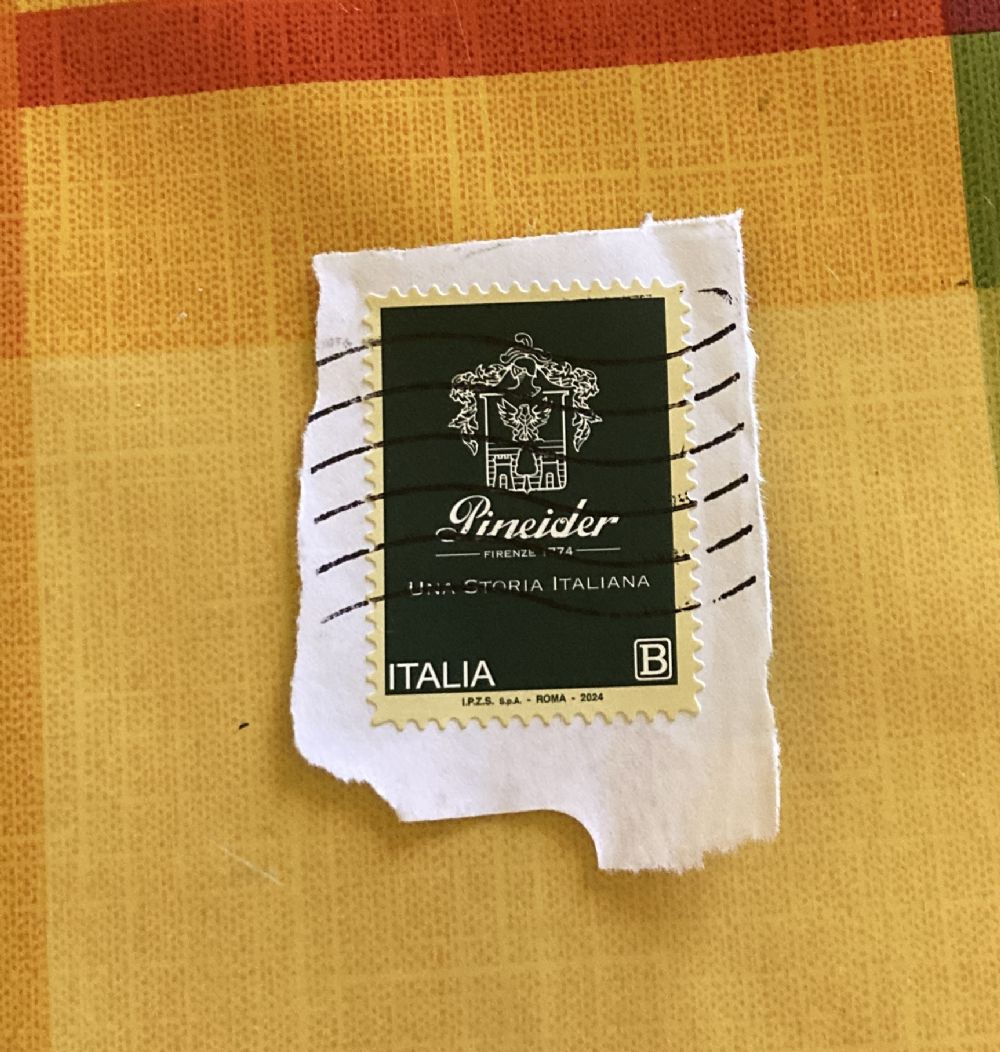 Pineider
FIRENZE 1774
UNA STORIA ITALIANA
ITALIA
B
I.P.Z.S. S.p.A. - ROMA - 2024